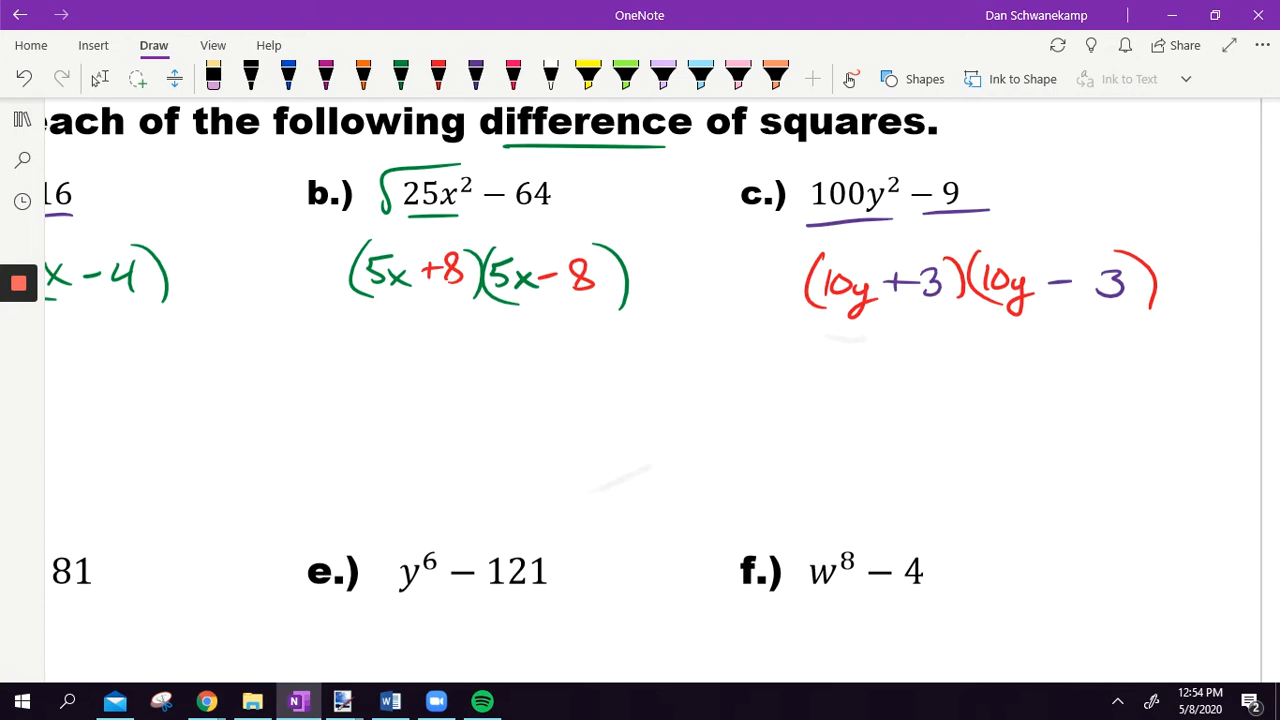 OneNote
Dan Schwanekamp
Home Insert Draw View Help
Share
Shapes Ink to Shape Ink to Text
each of the following difference of squares.
16 b.) √25x² − 64 c.) 100y² − 9
x − 4) (5x + 8)(5x − 8) (10y + 3)(10y − 3)
81 e.) y⁶ − 121 f.) w⁸ − 4
12:54 PM
5/8/2020
2